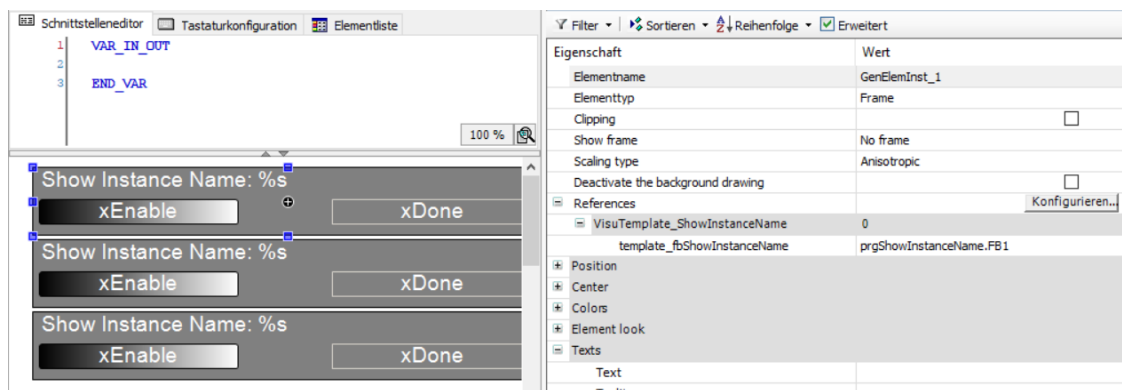 Schnittstelleneditor Tastaturkonfiguration Elementliste
1 VAR_IN_OUT
2
3 END_VAR
100 %
Show Instance Name: %s
xEnable xDone
Show Instance Name: %s
xEnable xDone
Show Instance Name: %s
xEnable xDone
Filter Sortieren Reihenfolge Erweitert
Eigenschaft Wert
Elementname GenElemInst_1
Elementtyp Frame
Clipping
Show frame No frame
Scaling type Anisotropic
Deactivate the background drawing
References Konfigurieren...
VisuTemplate_ShowInstanceName 0
template_fbShowInstanceName prgShowInstanceName.FB1
Position
Center
Colors
Element look
Texts
Text